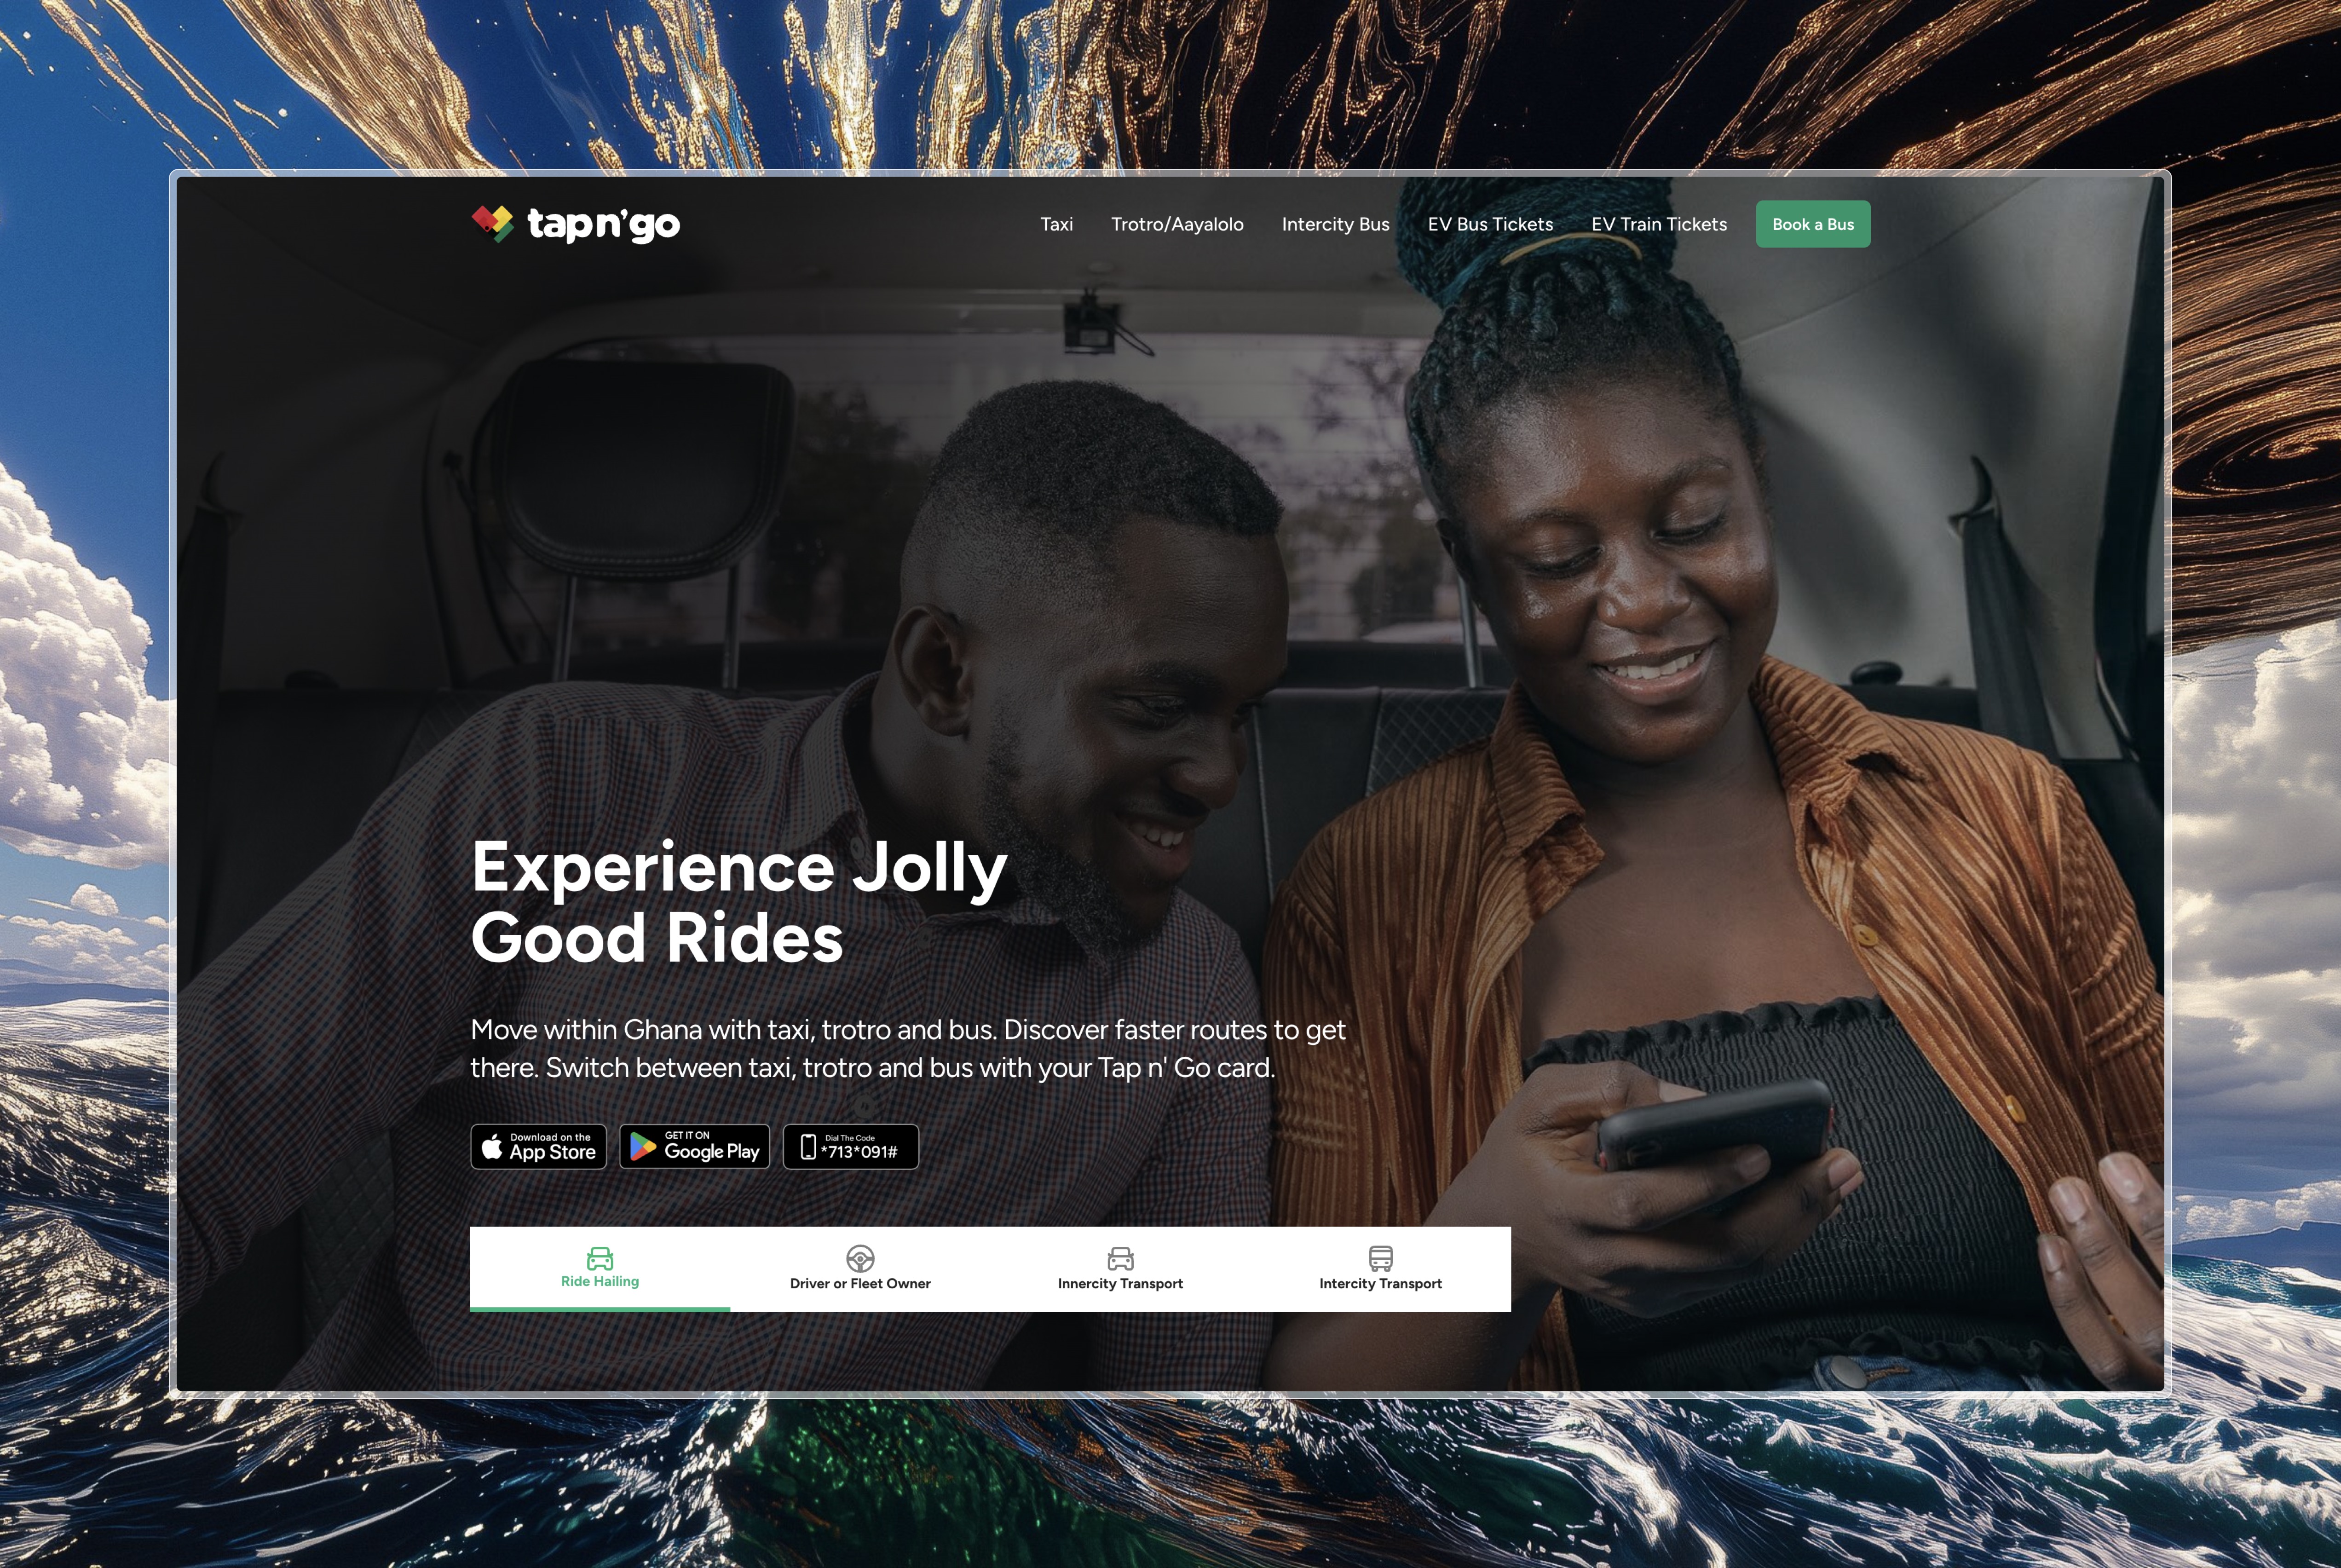 tap n'go
Taxi
Trotro/Aayalolo
Intercity Bus
EV Bus Tickets
EV Train Tickets
Book a Bus
Experience Jolly
Good Rides
Move within Ghana with taxi, trotro and bus. Discover faster routes to get
there. Switch between taxi, trotro and bus with your Tap n' Go card.
Download on the
App Store
GET IT ON
Google Play
Dial The Code
*713*091#
Ride Hailing
Driver or Fleet Owner
Innercity Transport
Intercity Transport